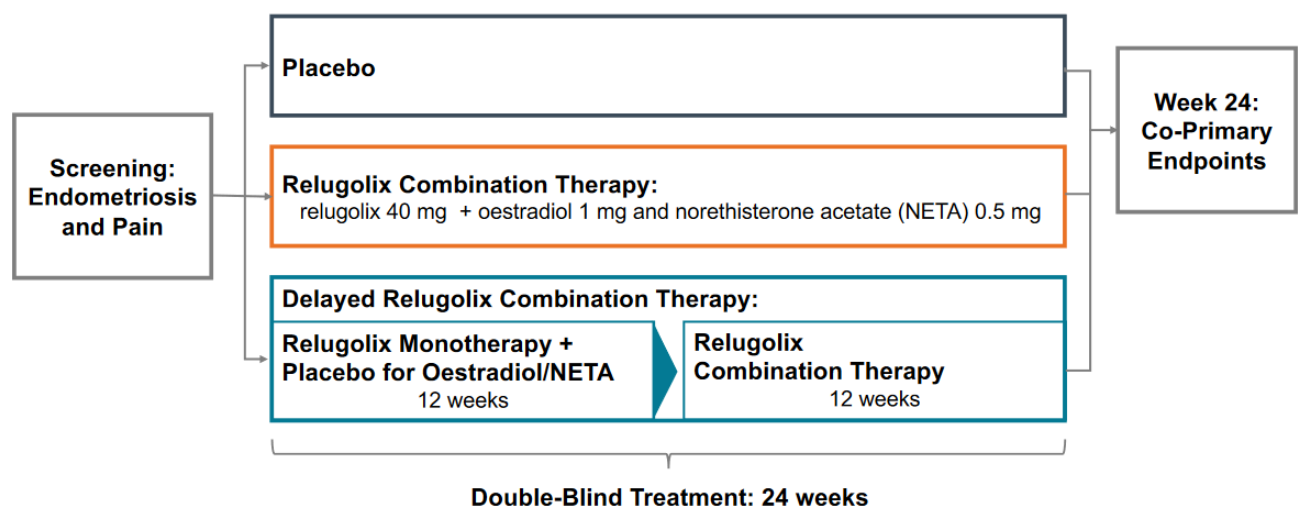 Screening:
Endometriosis
and Pain
Placebo
Relugolix Combination Therapy:
relugolix 40 mg + oestradiol 1 mg and norethisterone acetate (NETA) 0.5 mg
Delayed Relugolix Combination Therapy:
Relugolix Monotherapy +
Placebo for Oestradiol/NETA
12 weeks
Relugolix
Combination Therapy
12 weeks
Week 24:
Co-Primary
Endpoints
Double-Blind Treatment: 24 weeks